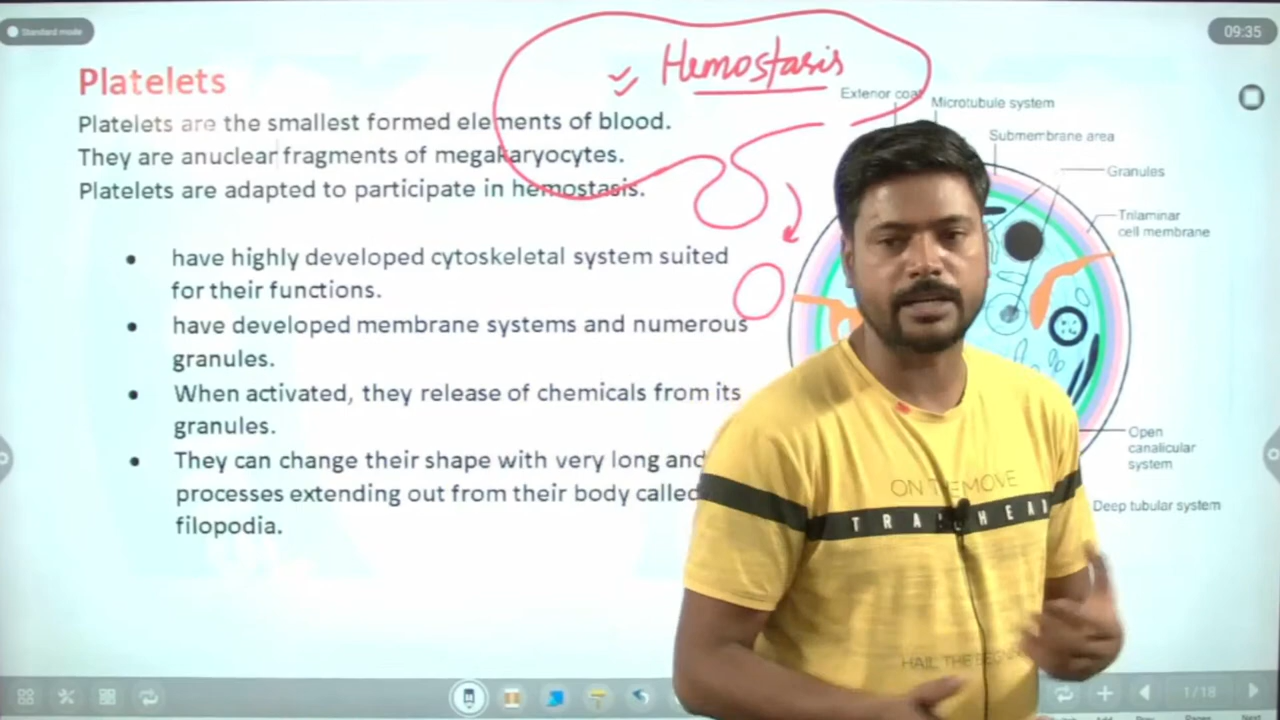 Standard mode
09:35
Hemostasis
Platelets
Platelets are the smallest formed elements of blood.
They are anuclear fragments of megakaryocytes.
Platelets are adapted to participate in hemostasis.
• have highly developed cytoskeletal system suited
for their functions.
• have developed membrane systems and numerous
granules.
• When activated, they release of chemicals from its
granules.
• They can change their shape with very long and
processes extending out from their body called
filopodia.
Exterior coat
Microtubule system
Submembrane area
Granules
Trilaminar
cell membrane
Open
canalicular
system
Deep tubular system
ON THE MOVE
HAIL THE
1/18